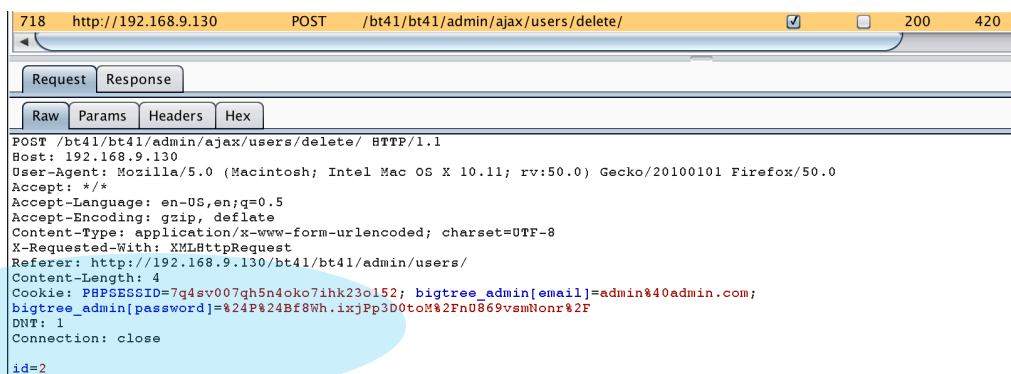 718 http://192.168.9.130 POST /bt41/bt41/admin/ajax/users/delete/ 200 420
Request Response
Raw Params Headers Hex
POST /bt41/bt41/admin/ajax/users/delete/ HTTP/1.1
Host: 192.168.9.130
User-Agent: Mozilla/5.0 (Macintosh; Intel Mac OS X 10.11; rv:50.0) Gecko/20100101 Firefox/50.0
Accept: */*
Accept-Language: en-US,en;q=0.5
Accept-Encoding: gzip, deflate
Content-Type: application/x-www-form-urlencoded; charset=UTF-8
X-Requested-With: XMLHttpRequest
Referer: http://192.168.9.130/bt41/bt41/admin/users/
Content-Length: 4
Cookie: PHPSESSID=7q4sv007qh5n4oko7ihk23o152; bigtree_admin[email]=admin%40admin.com;
bigtree_admin[password]=%24P%24Bf8Wh.ixjPp3D0toM%2FnU869vsmNonr%2F
DNT: 1
Connection: close
id=2